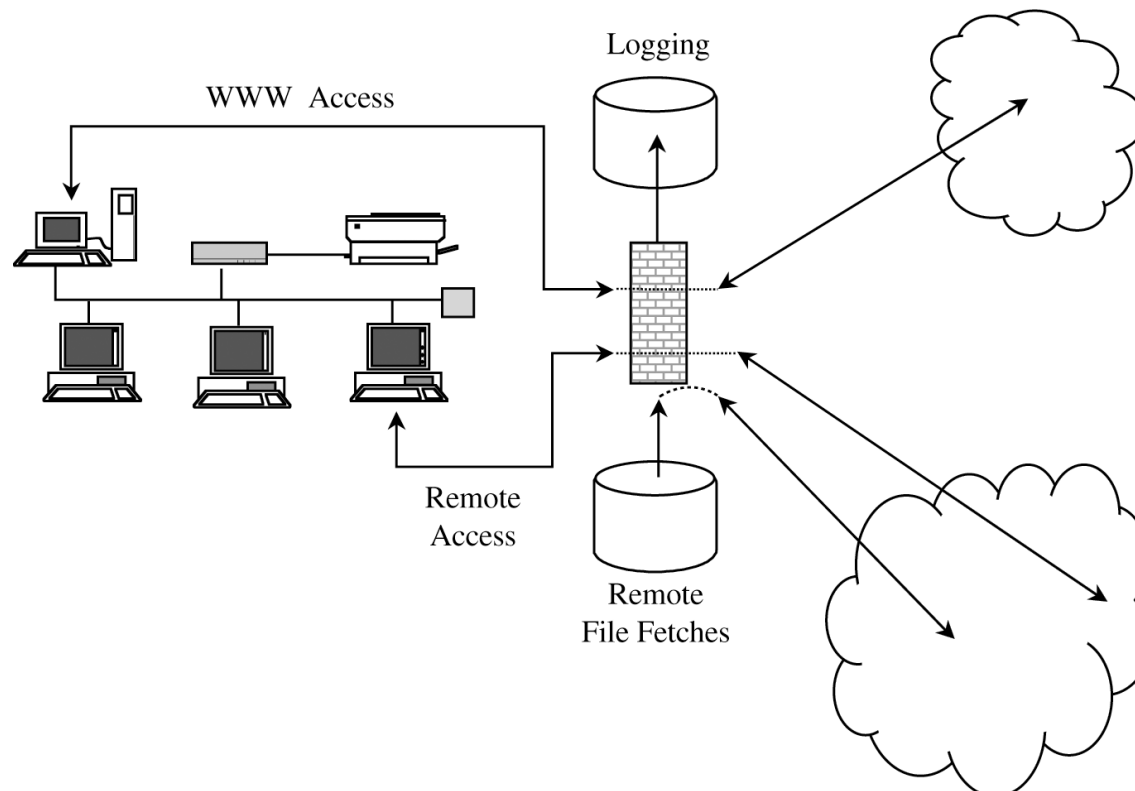 Logging
WWW Access
Remote
Access
Remote
File Fetches